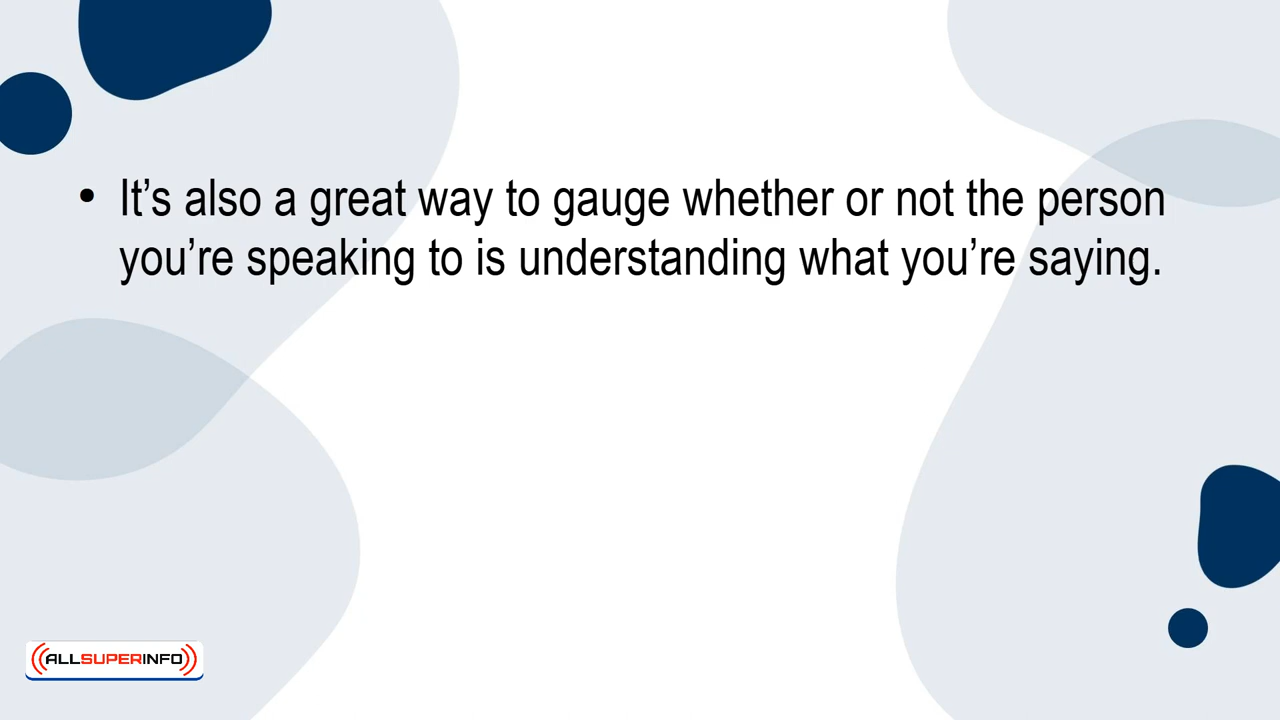 • It’s also a great way to gauge whether or not the person
you’re speaking to is understanding what you’re saying.
ALLSUPERINFO